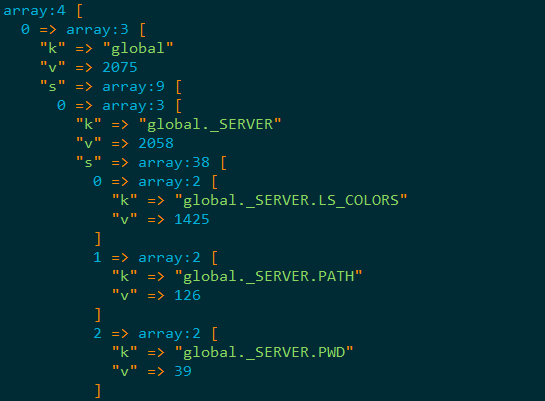 array:4 [
  0 => array:3 [
    "k" => "global"
    "v" => 2075
    "s" => array:9 [
      0 => array:3 [
        "k" => "global._SERVER"
        "v" => 2058
        "s" => array:38 [
          0 => array:2 [
            "k" => "global._SERVER.LS_COLORS"
            "v" => 1425
          ]
          1 => array:2 [
            "k" => "global._SERVER.PATH"
            "v" => 126
          ]
          2 => array:2 [
            "k" => "global._SERVER.PWD"
            "v" => 39
          ]